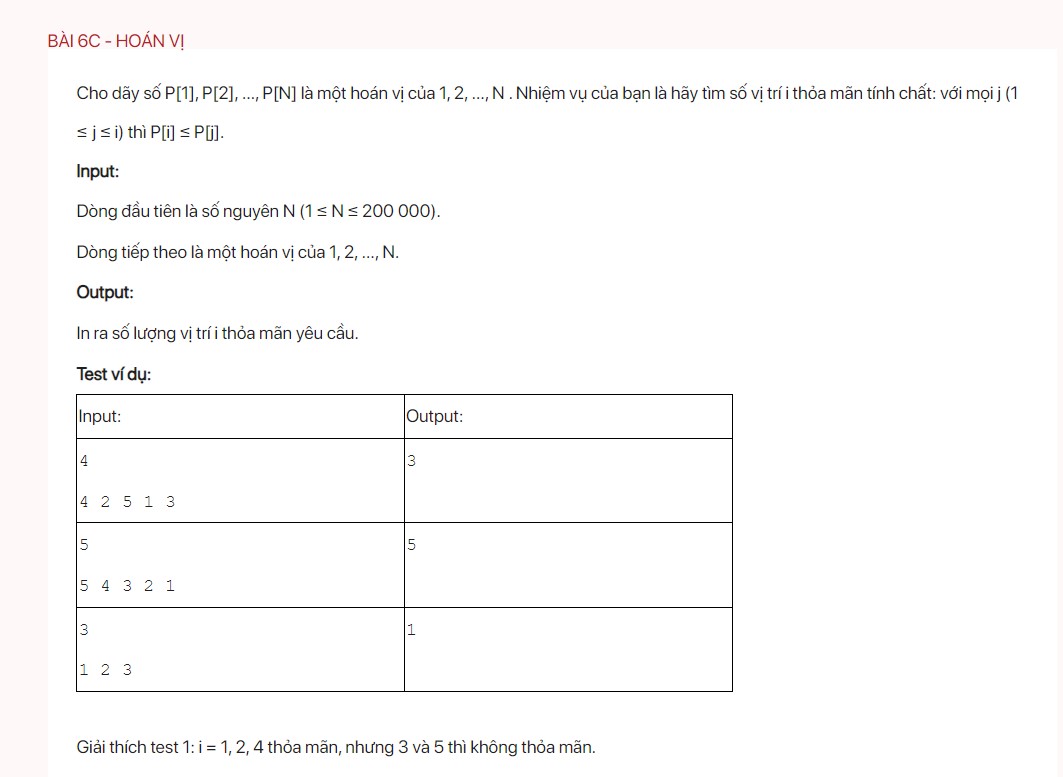 BÀI 6C - HOÁN VỊ
Cho dãy số P[1], P[2], ..., P[N] là một hoán vị của 1, 2, ..., N . Nhiệm vụ của bạn là hãy tìm số vị trí i thỏa mãn tính chất: với mọi j (1
≤ j ≤ i) thì P[i] ≤ P[j].
Input:
Dòng đầu tiên là số nguyên N (1 ≤ N ≤ 200 000).
Dòng tiếp theo là một hoán vị của 1, 2, ..., N.
Output:
In ra số lượng vị trí i thỏa mãn yêu cầu.
Test ví dụ:
Input: Output:
4 3
4 2 5 1 3
5 5
5 4 3 2 1
3 1
1 2 3
Giải thích test 1: i = 1, 2, 4 thỏa mãn, nhưng 3 và 5 thì không thỏa mãn.